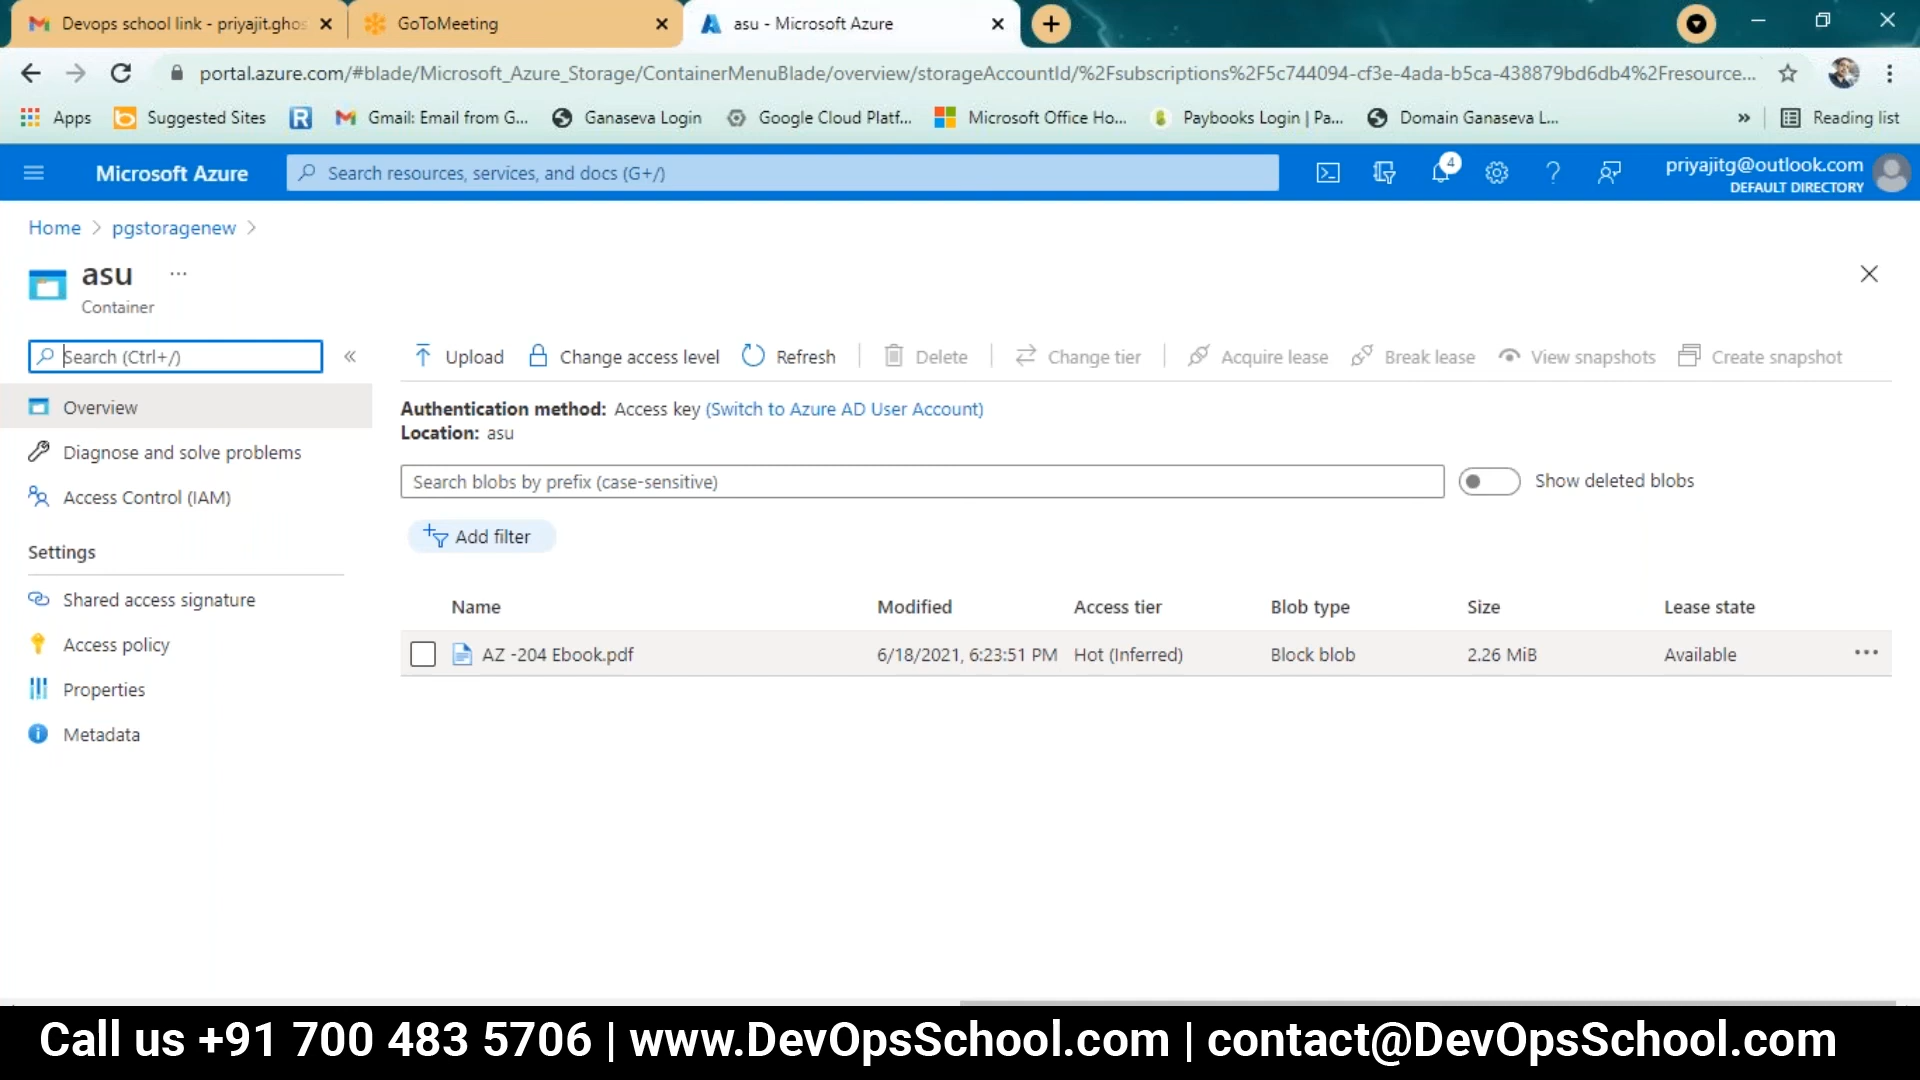 Devops school link - priyajit.ghos
GoToMeeting
asu - Microsoft Azure
portal.azure.com/#blade/Microsoft_Azure_Storage/ContainerMenuBlade/overview/storageAccountId/%2Fsubscriptions%2F5c744094-cf3e-4ada-b5ca-438879bd6db4%2Fresource...
Apps
Suggested Sites
Gmail: Email from G...
Ganaseva Login
Google Cloud Platf...
Microsoft Office Ho...
Paybooks Login | Pa...
Domain Ganaseva L...
»
Reading list
Microsoft Azure
Search resources, services, and docs (G+/)
4
priyajitg@outlook.com
DEFAULT DIRECTORY
Home > pgstoragenew >
asu ...
Container
Search (Ctrl+/)
«
Upload
Change access level
Refresh
Delete
Change tier
Acquire lease
Break lease
View snapshots
Create snapshot
Overview
Diagnose and solve problems
Access Control (IAM)
Settings
Shared access signature
Access policy
Properties
Metadata
Authentication method: Access key (Switch to Azure AD User Account)
Location: asu
Search blobs by prefix (case-sensitive)
Show deleted blobs
Add filter
Name Modified Access tier Blob type Size Lease state
AZ -204 Ebook.pdf 6/18/2021, 6:23:51 PM Hot (Inferred) Block blob 2.26 MiB Available ...
Call us +91 700 483 5706 | www.DevOpsSchool.com | contact@DevOpsSchool.com